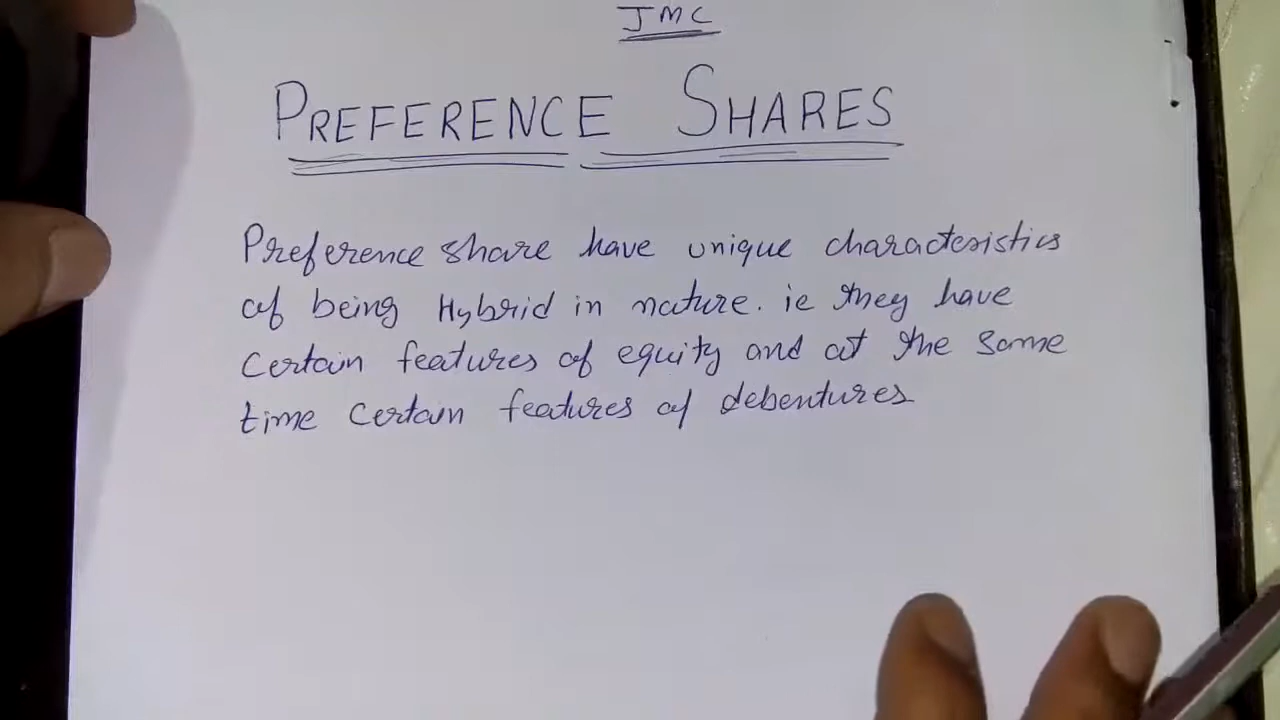 JMC
PREFERENCE SHARES
Preference share have unique characteristics
of being Hybrid in nature. ie they have
certain features of equity and at the same
time certain features of debentures